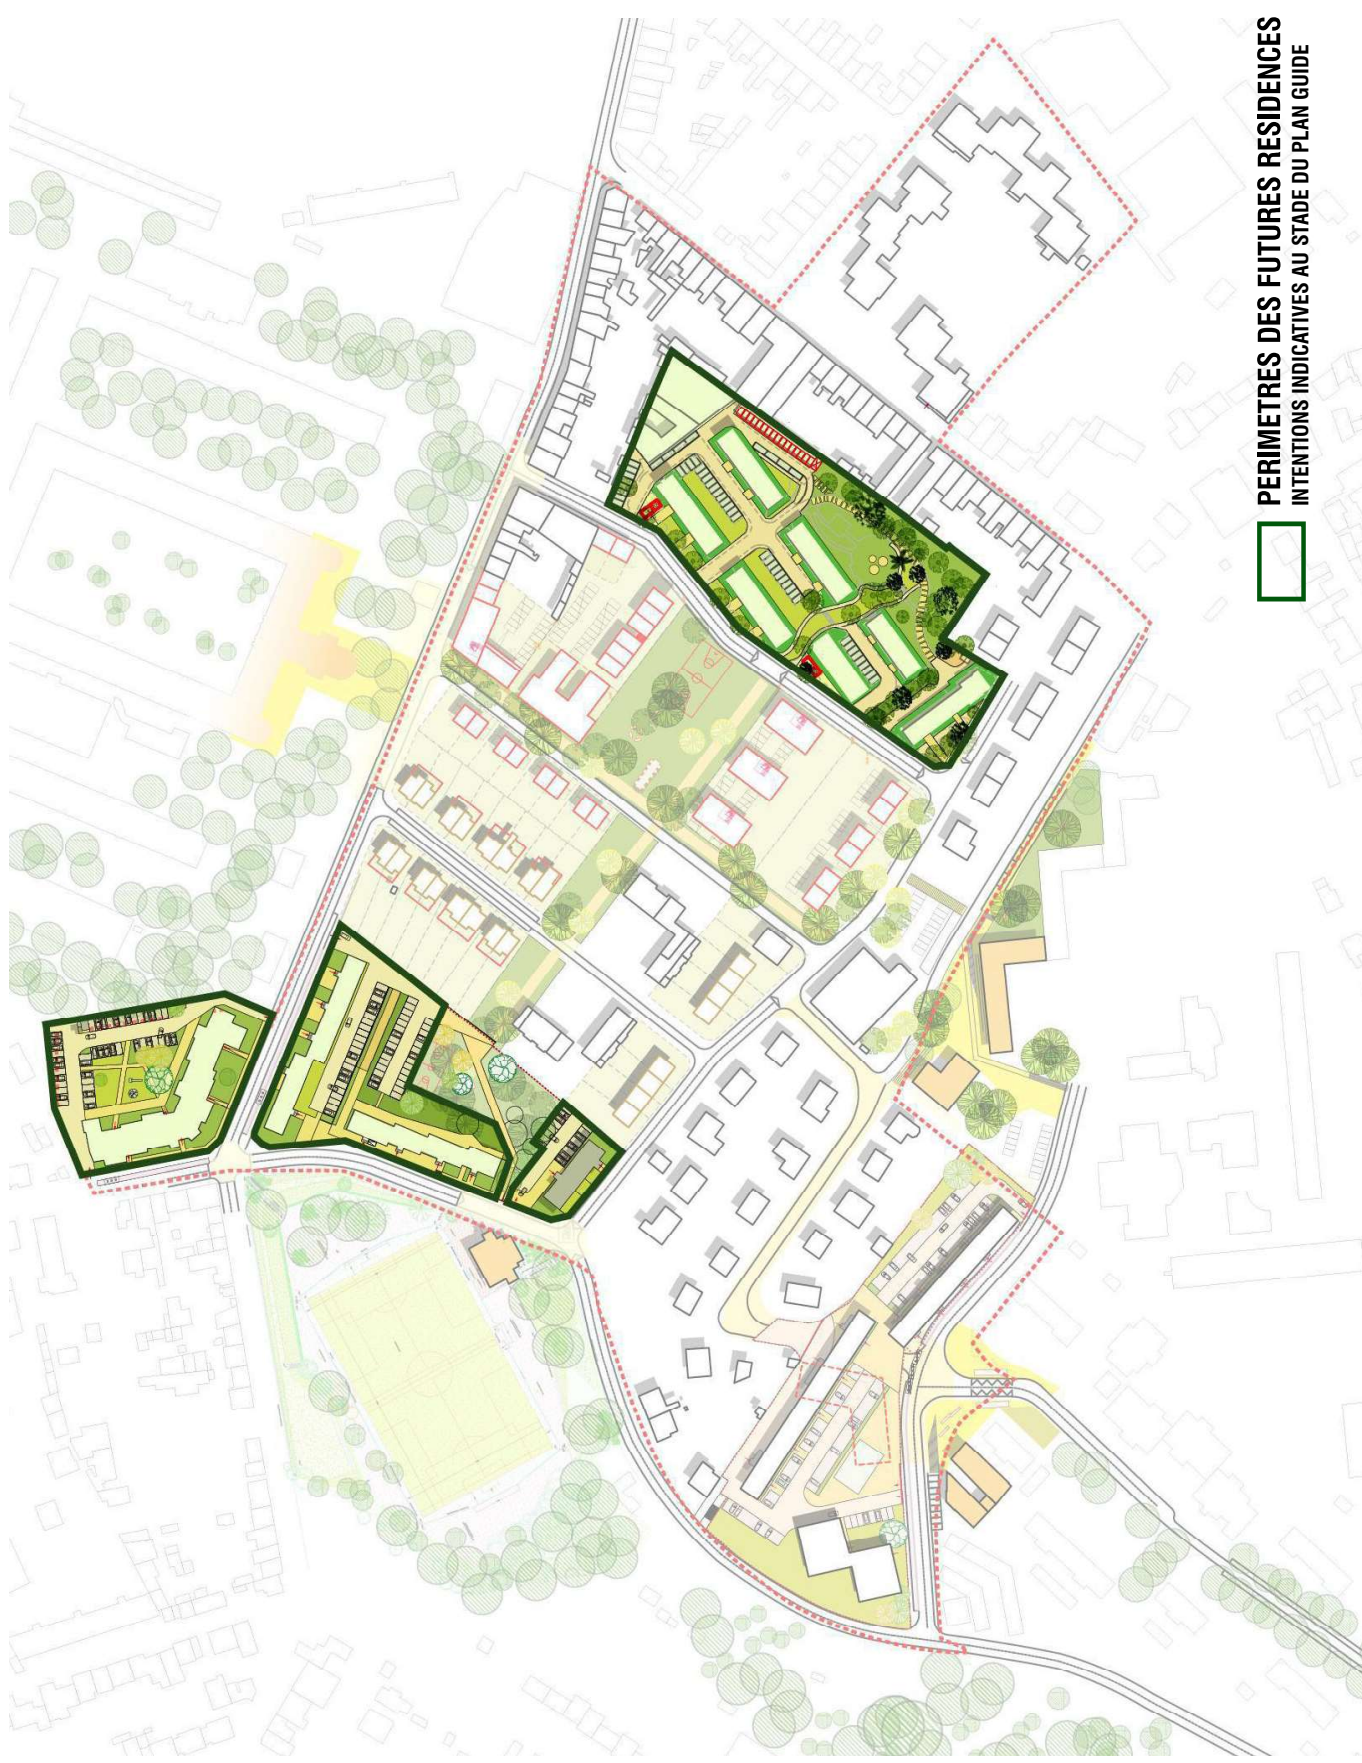 PERIMETRES DES FUTURES RESIDENCES
INTENTIONS INDICATIVES AU STADE DU PLAN GUIDE